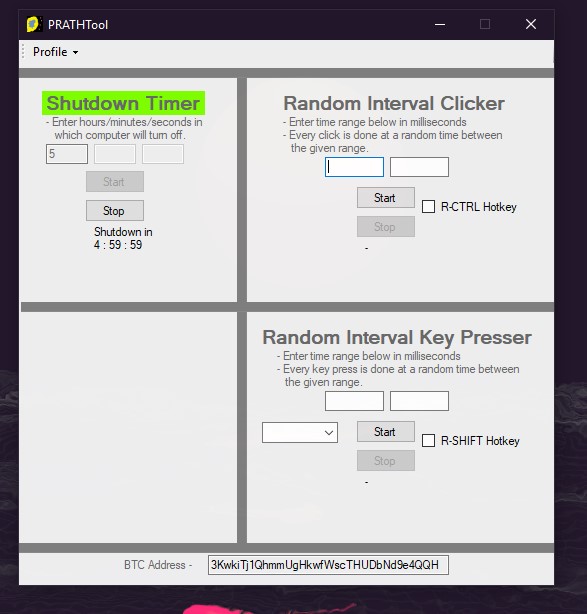 PRATHTool
Profile
Shutdown Timer
- Enter hours/minutes/seconds in
which computer will turn off.
5
Start
Stop
Shutdown in
4 : 59 : 59
Random Interval Clicker
- Enter time range below in milliseconds
- Every click is done at a random time between
the given range.
Start
R-CTRL Hotkey
Stop
-
Random Interval Key Presser
- Enter time range below in milliseconds
- Every key press is done at a random time between
the given range.
Start
R-SHIFT Hotkey
Stop
-
BTC Address - 3KwkiTj1QhmmUgHkwfWscTHUDbNd9e4QQH